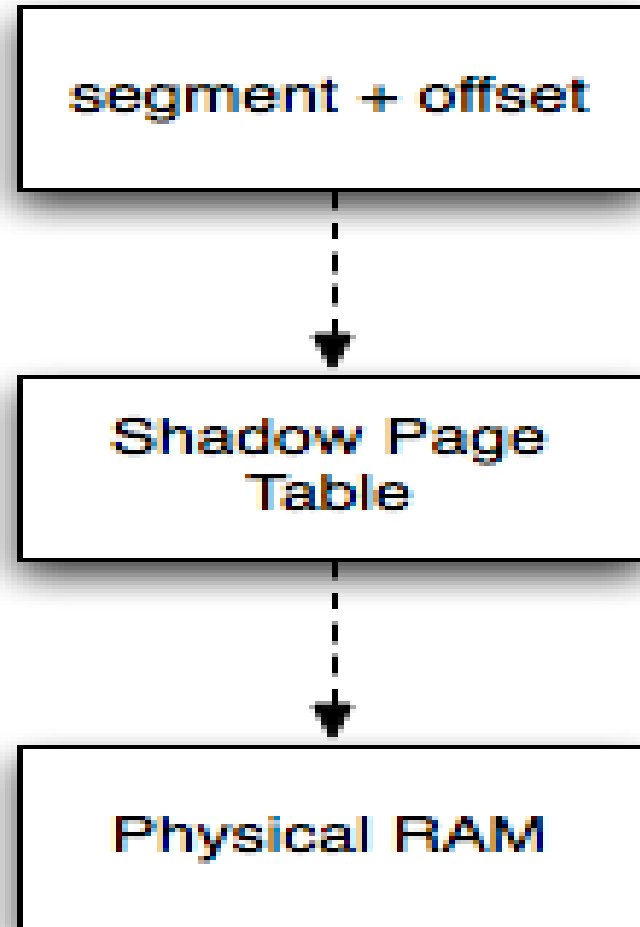 segment + offset
Shadow Page
Table
Physical RAM